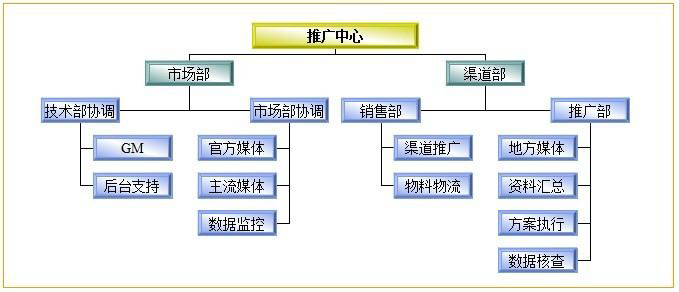 推广中心
市场部
渠道部
技术部协调
市场部协调
销售部
推广部
GM
官方媒体
渠道推广
地方媒体
后台支持
主流媒体
物料物流
资料汇总
数据监控
方案执行
数据核查